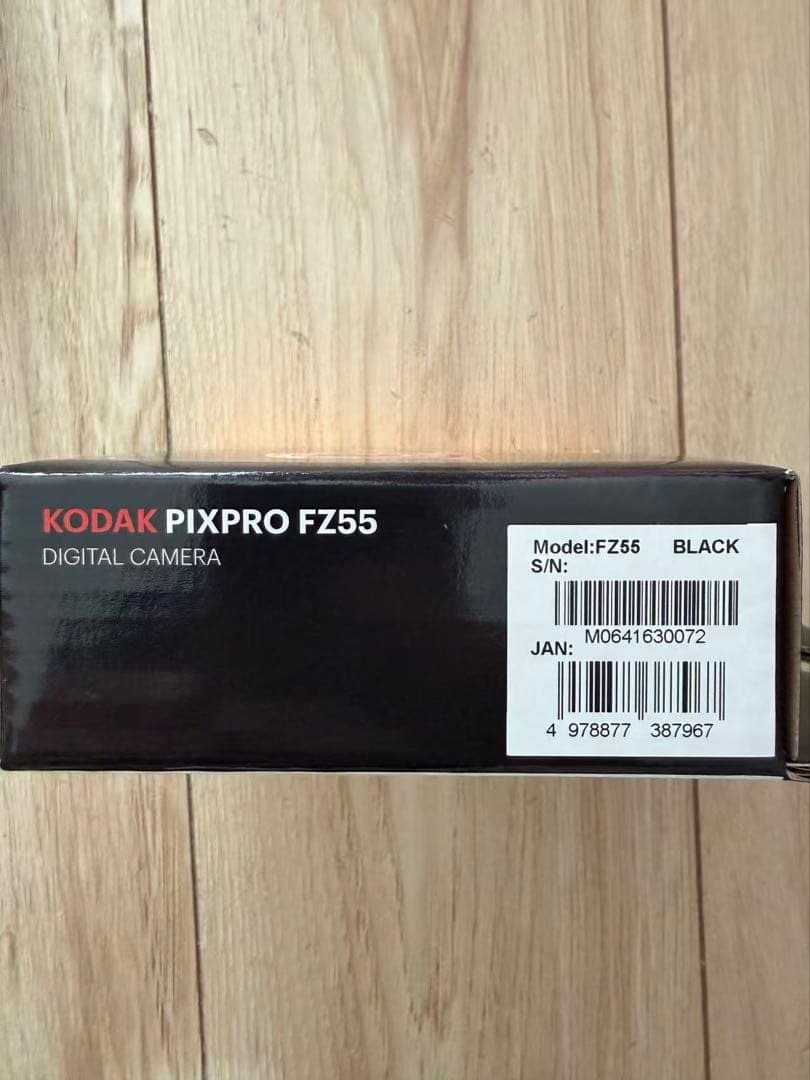 KODAK PIXPRO FZ55
DIGITAL CAMERA
Model:FZ55 BLACK
S/N:
M0641630072
JAN:
4 978877 387967